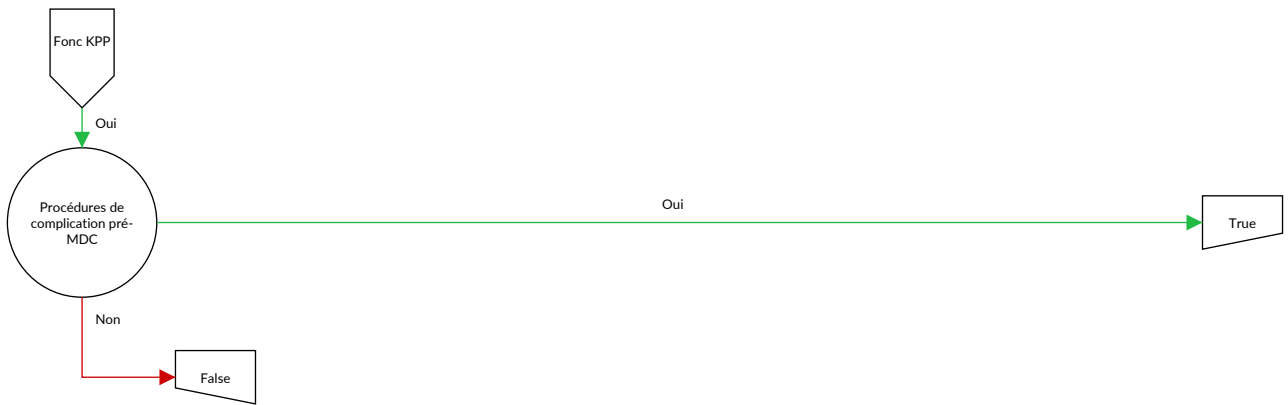 Fonc KPP
Oui
Procédures de
complication pré-
MDC
Oui
True
Non
False